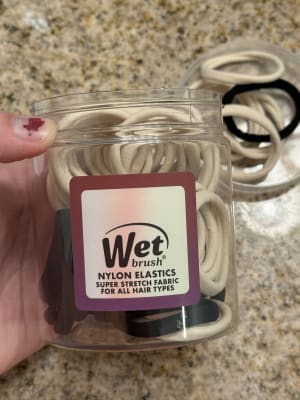 Wet
brush®
NYLON ELASTICS
SUPER STRETCH FABRIC
FOR ALL HAIR TYPES